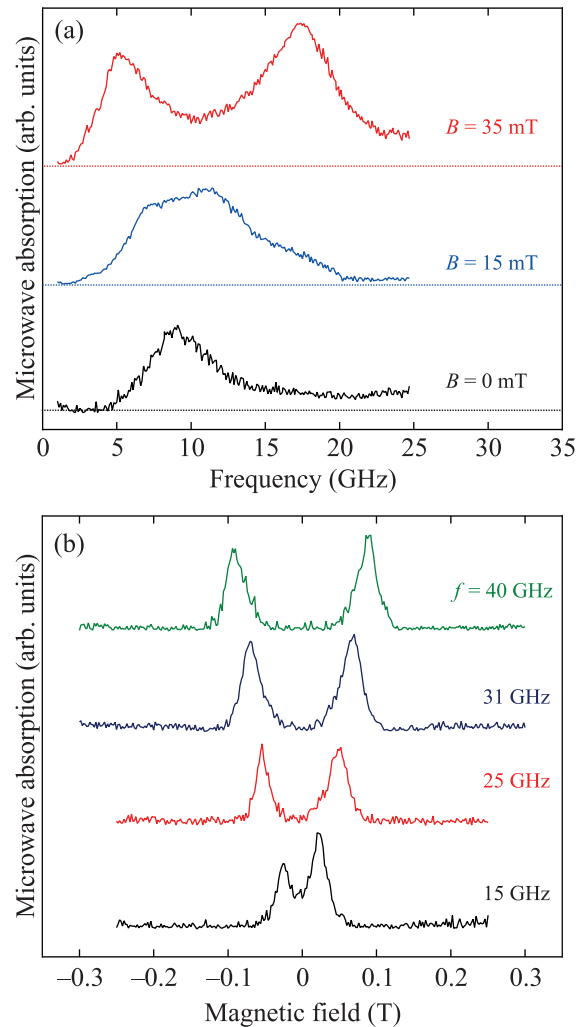 (a)
Microwave absorption (arb. units)
B = 35 mT
B = 15 mT
B = 0 mT
0 5 10 15 20 25 30 35
Frequency (GHz)
(b)
Microwave absorption (arb. units)
f = 40 GHz
31 GHz
25 GHz
15 GHz
–0.3 –0.2 –0.1 0 0.1 0.2 0.3
Magnetic field (T)